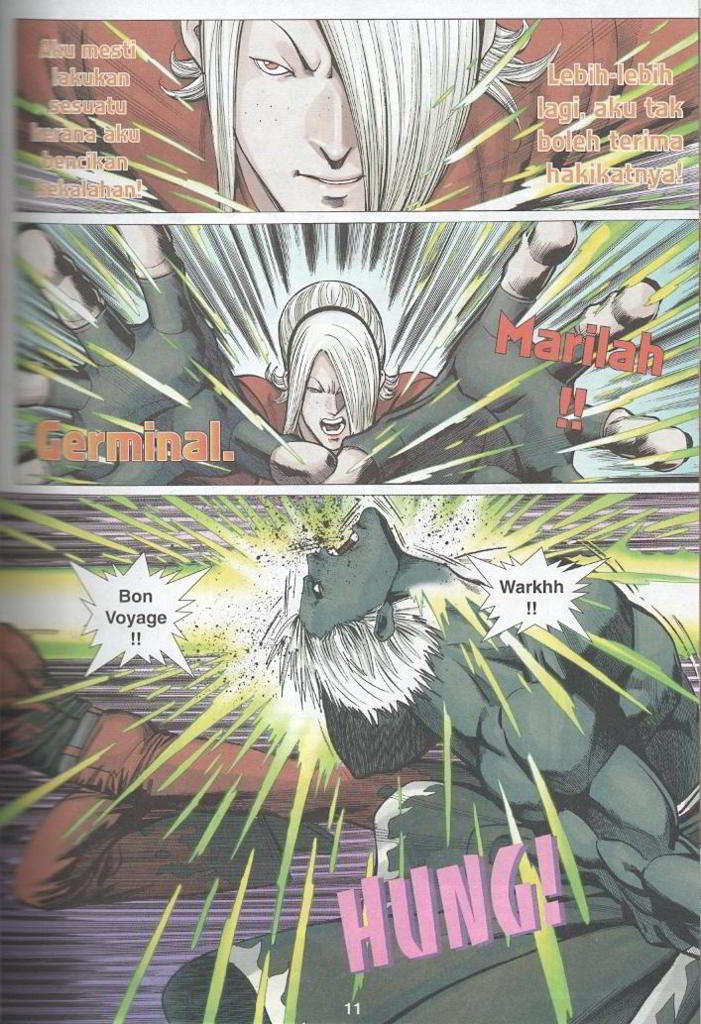 Aku mesti
lakukan
sesuatu
kerana aku
bencikan
kekalahan!
Lebih-lebih
lagi, aku tak
boleh terima
hakikatnya!
Marilah
!!
Germinal.
Bon
Voyage
!!
Warkhh
!!
HUNG!
11